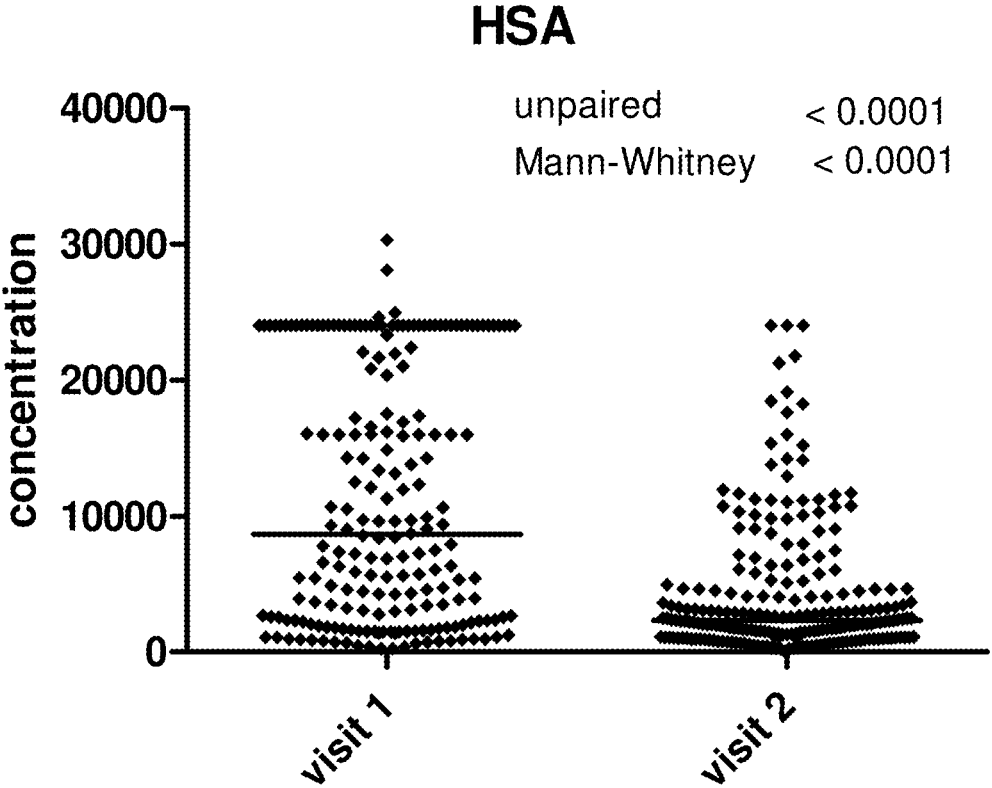 HSA
unpaired < 0.0001
Mann-Whitney < 0.0001
concentration
40000
30000
20000
10000
0
visit 1
visit 2